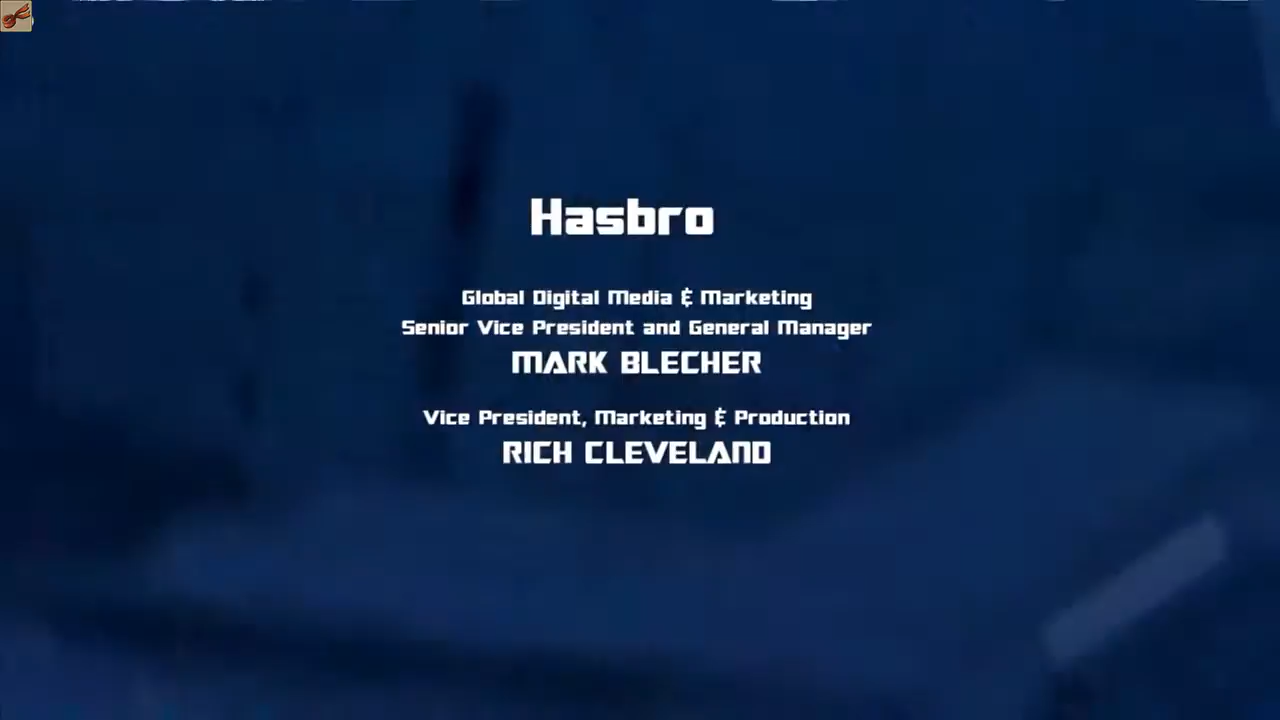 Hasbro
Global Digital Media & Marketing
Senior Vice President and General Manager
MARK BLECHER
Vice President, Marketing & Production
RICH CLEVELAND